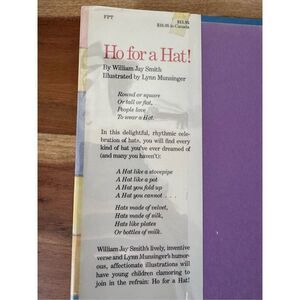 FPT
$13.95
$18.95 in Canada
Ho for a Hat!
By William Jay Smith
Illustrated by Lynn Munsinger
Round or square
Or tall or flat,
People love
To wear a Hat.
In this delightful, rhythmic cele-
bration of hats, you will find every
kind of hat you've ever dreamed of
(and many you haven't):
A Hat like a stovepipe
A Hat like a pot
A Hat you fold up
A Hat you cannot . . .
Hats made of velvet,
Hats made of silk,
Hats like plates
Or bottles of milk.
William Jay Smith's lively, inventive
verse and Lynn Munsinger's humor-
ous, affectionate illustrations will
have young children clamoring to
join in the refrain: Ho for a Hat!